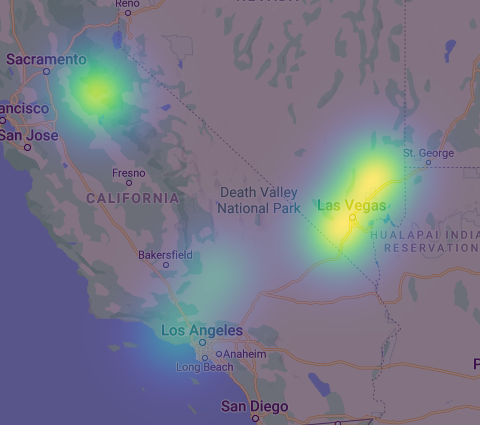 Reno
Sacramento
ancisco
San Jose
Fresno
CALIFORNIA
Death Valley
National Park
St. George
Las Vegas
HUALAPAI INDIA
RESERVATION
Bakersfield
Los Angeles
Anaheim
Long Beach
San Diego
P